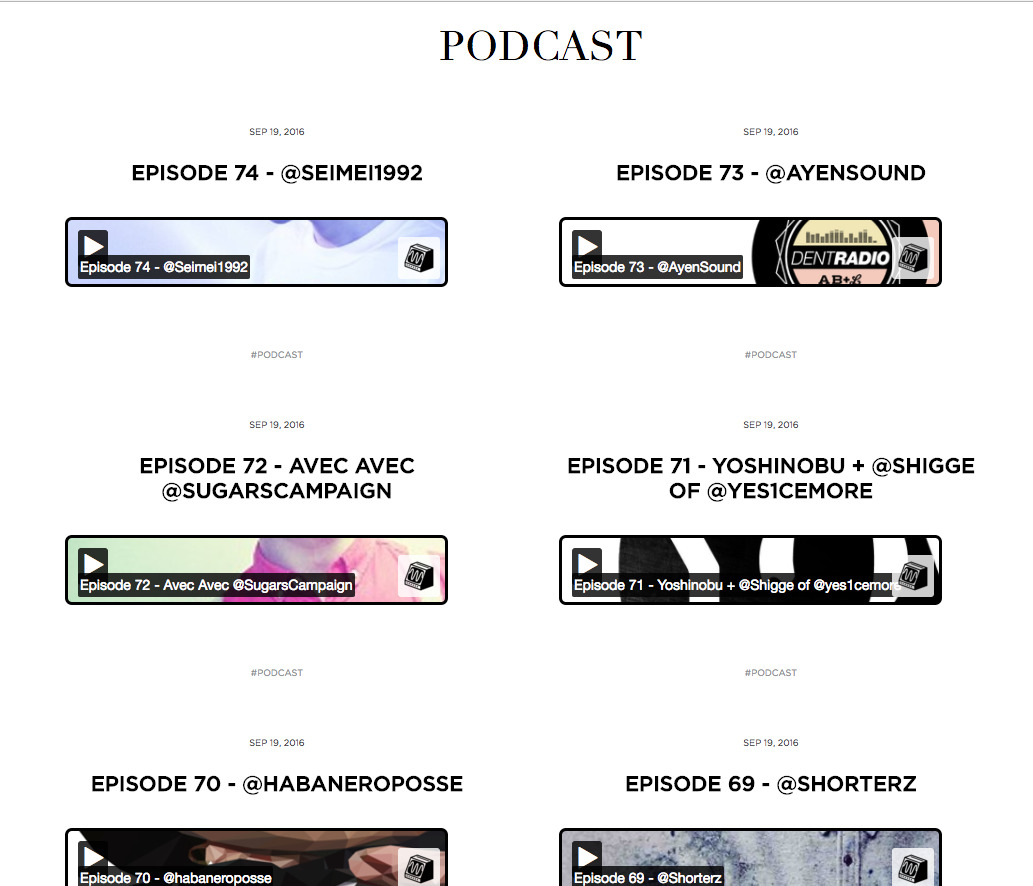 PODCAST
SEP 19, 2016
EPISODE 74 - @SEIMEI1992
Episode 74 - @Seimei1992
#PODCAST
SEP 19, 2016
EPISODE 73 - @AYENSOUND
Episode 73 - @AyenSound
DENTRADIO
AB+L
#PODCAST
SEP 19, 2016
EPISODE 72 - AVEC AVEC
@SUGARSCAMPAIGN
Episode 72 - Avec Avec @SugarsCampaign
#PODCAST
SEP 19, 2016
EPISODE 71 - YOSHINOBU + @SHIGGE
OF @YES1CEMORE
Episode 71 - Yoshinobu + @Shigge of @yes1cemore
#PODCAST
SEP 19, 2016
EPISODE 70 - @HABANEROPOSSE
Episode 70 - @habaneroposse
SEP 19, 2016
EPISODE 69 - @SHORTERZ
Episode 69 - @Shorterz